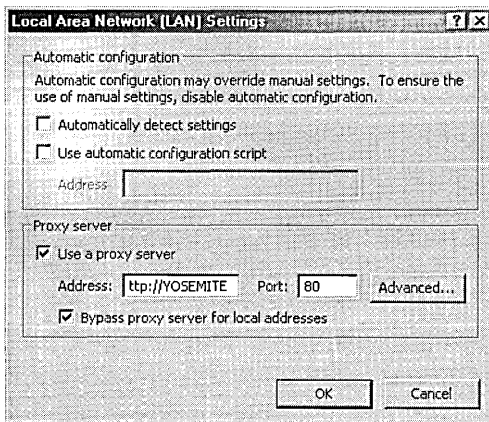 Local Area Network (LAN) Settings
Automatic configuration
Automatic configuration may override manual settings. To ensure the
use of manual settings, disable automatic configuration.
Automatically detect settings
Use automatic configuration script
Address
Proxy server
Use a proxy server
Address: ttp://YOSEMITE Port: 80 Advanced...
Bypass proxy server for local addresses
OK Cancel